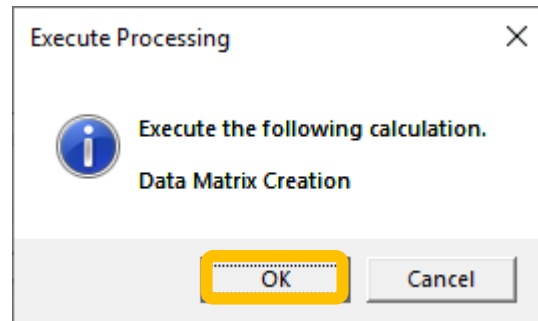 Execute Processing
Execute the following calculation.
Data Matrix Creation
OK Cancel